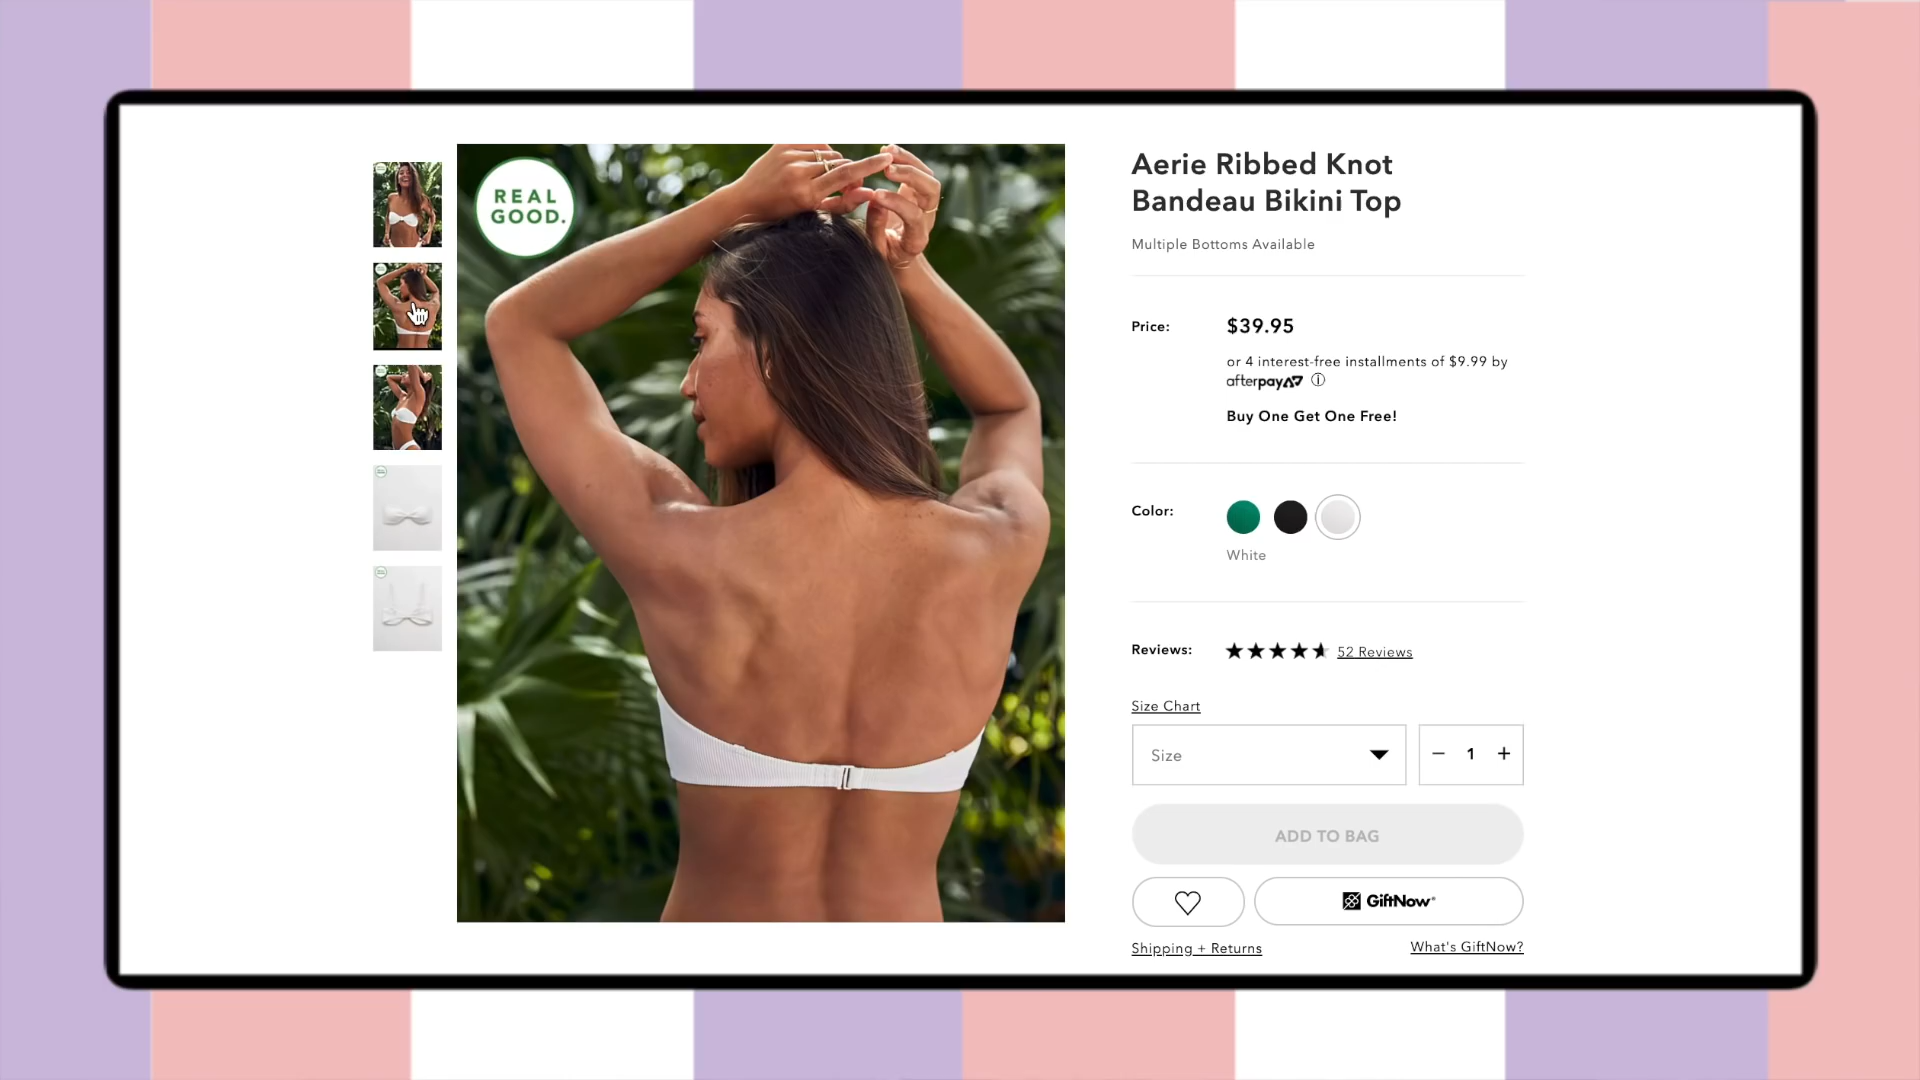 REAL
GOOD.
Aerie Ribbed Knot
Bandeau Bikini Top
Multiple Bottoms Available
Price:
$39.95
or 4 interest-free installments of $9.99 by
afterpay
Buy One Get One Free!
Color:
White
Reviews:
52 Reviews
Size Chart
Size
− 1 +
ADD TO BAG
GiftNow®
Shipping + Returns
What's GiftNow?